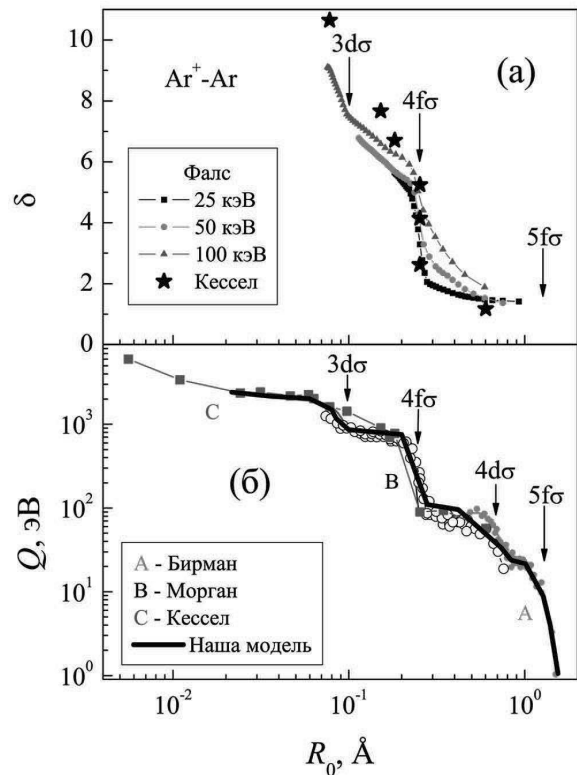 10
8
6
4
2
0
δ
Ar⁺-Ar
3dσ
(а)
4fσ
5fσ
Фалс
25 кэВ
50 кэВ
100 кэВ
Кессел
10³
10²
10¹
10⁰
Q, эВ
3dσ
4fσ
C
(б)
B
4dσ
5fσ
A
A - Бирман
B - Морган
C - Кессел
Наша модель
10⁻²
10⁻¹
10⁰
R₀, Å